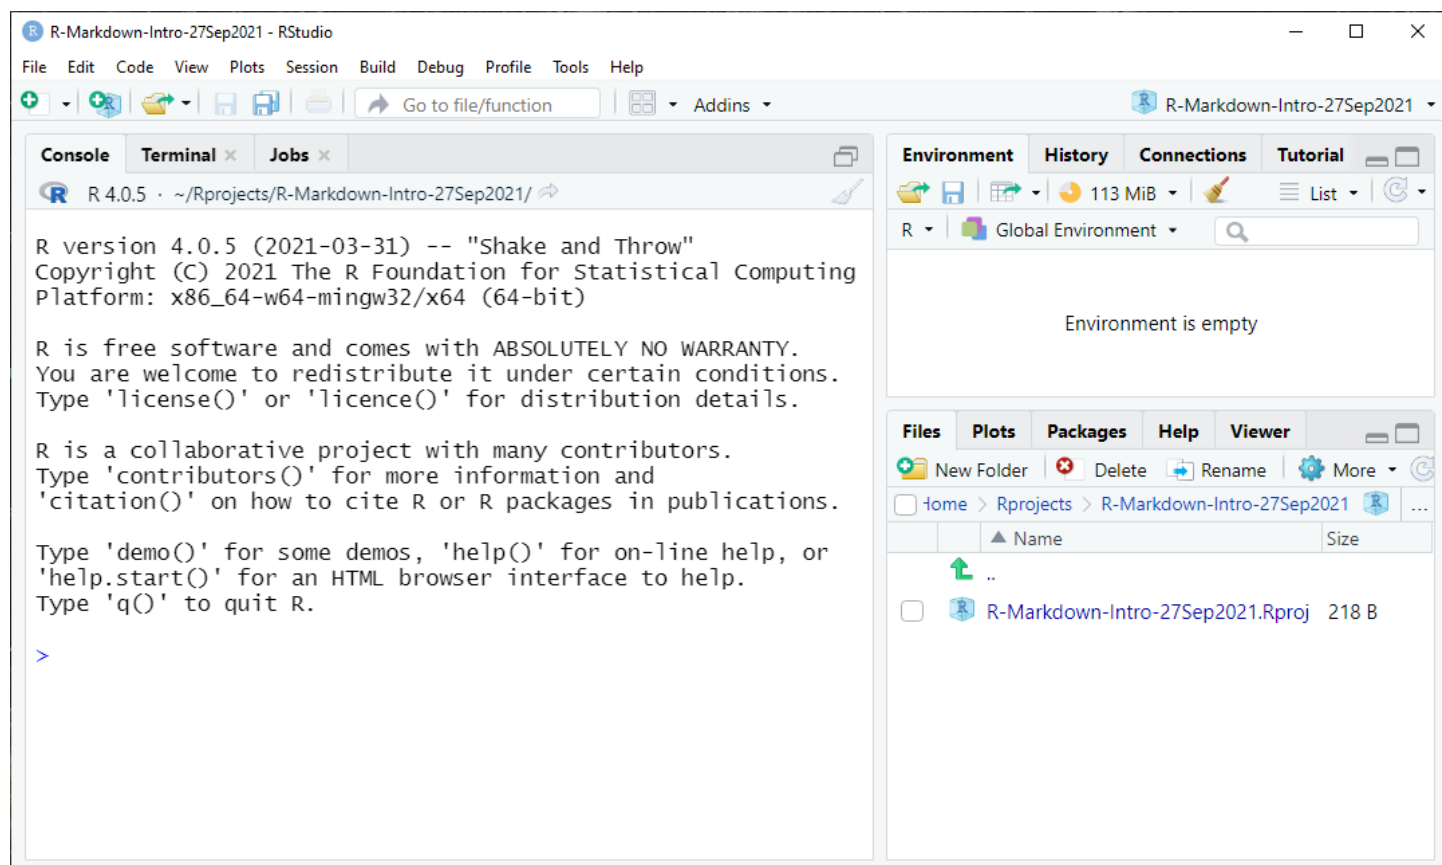 R-Markdown-Intro-27Sep2021 - RStudio
File Edit Code View Plots Session Build Debug Profile Tools Help
Go to file/function Addins R-Markdown-Intro-27Sep2021
Console Terminal Jobs
R 4.0.5 · ~/Rprojects/R-Markdown-Intro-27Sep2021/
R version 4.0.5 (2021-03-31) -- "Shake and Throw"
Copyright (C) 2021 The R Foundation for Statistical Computing
Platform: x86_64-w64-mingw32/x64 (64-bit)
R is free software and comes with ABSOLUTELY NO WARRANTY.
You are welcome to redistribute it under certain conditions.
Type 'license()' or 'licence()' for distribution details.
R is a collaborative project with many contributors.
Type 'contributors()' for more information and
'citation()' on how to cite R or R packages in publications.
Type 'demo()' for some demos, 'help()' for on-line help, or
'help.start()' for an HTML browser interface to help.
Type 'q()' to quit R.
>
Environment History Connections Tutorial
113 MiB List
R Global Environment
Environment is empty
Files Plots Packages Help Viewer
New Folder Delete Rename More
Home > Rprojects > R-Markdown-Intro-27Sep2021 ...
Name Size
..
R-Markdown-Intro-27Sep2021.Rproj 218 B